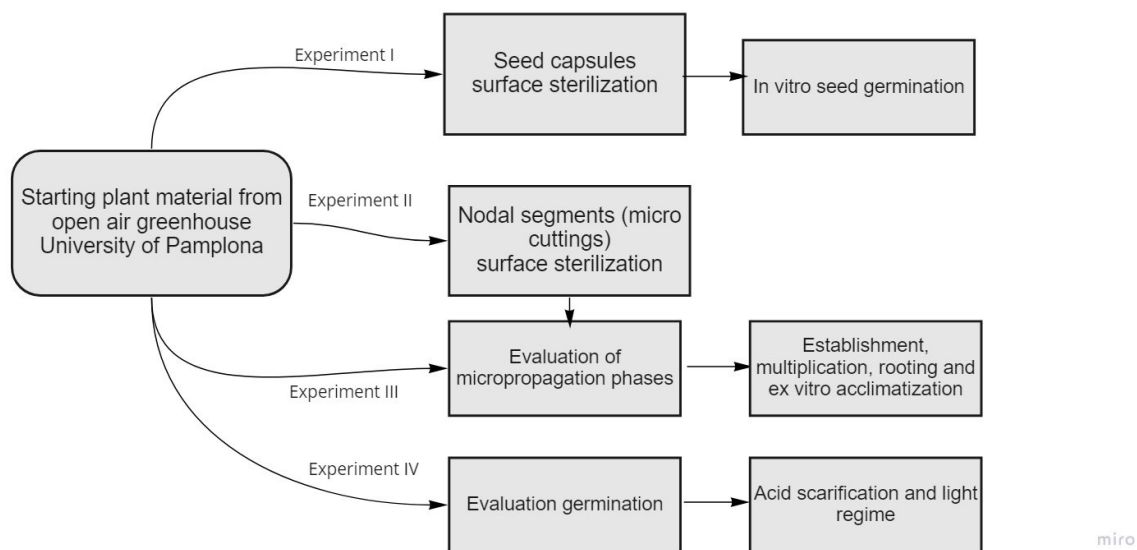 Experiment I
Seed capsules
surface sterilization
In vitro seed germination
Starting plant material from
open air greenhouse
University of Pamplona
Experiment II
Nodal segments (micro
cuttings)
surface sterilization
Evaluation of
micropropagation phases
Establishment,
multiplication, rooting and
ex vitro acclimatization
Experiment III
Experiment IV
Evaluation germination
Acid scarification and light
regime
miro